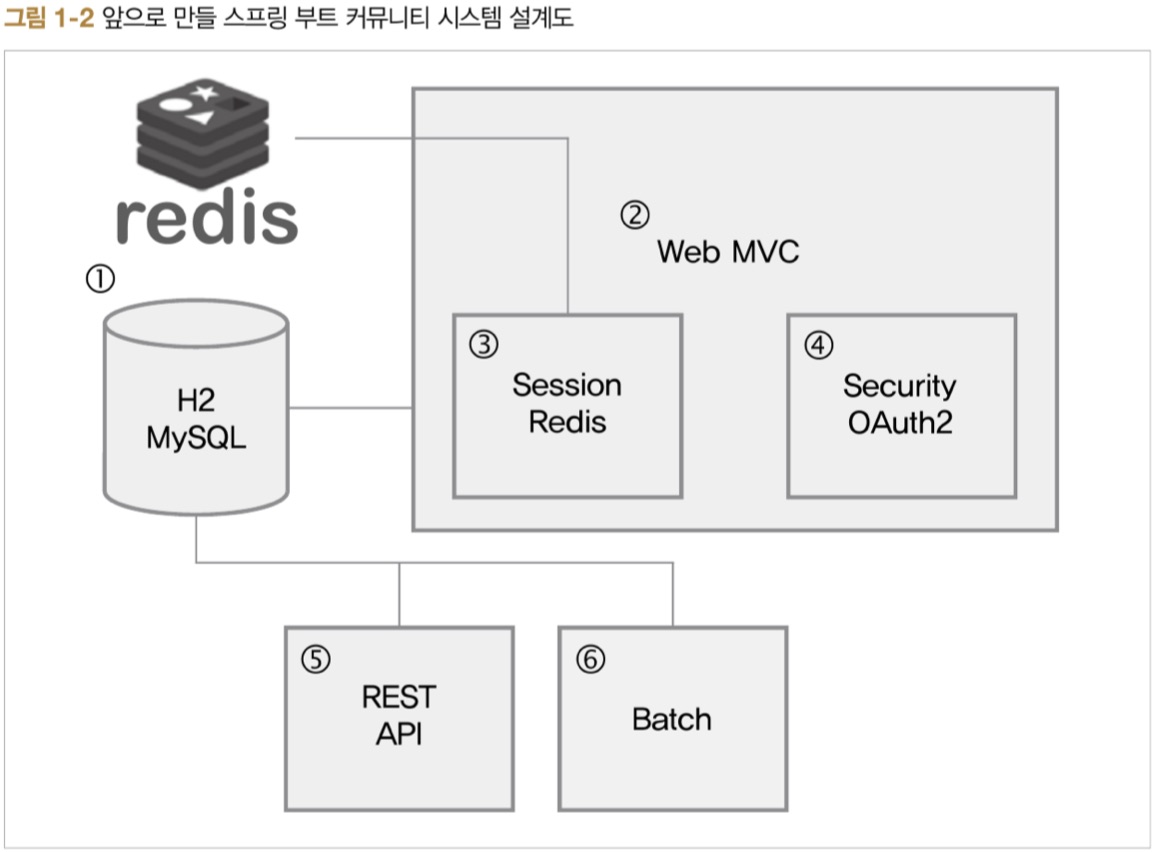 그림 1-2 앞으로 만들 스프링 부트 커뮤니티 시스템 설계도
redis
①
H2
MySQL
②
Web MVC
③
Session
Redis
④
Security
OAuth2
⑤
REST
API
⑥
Batch